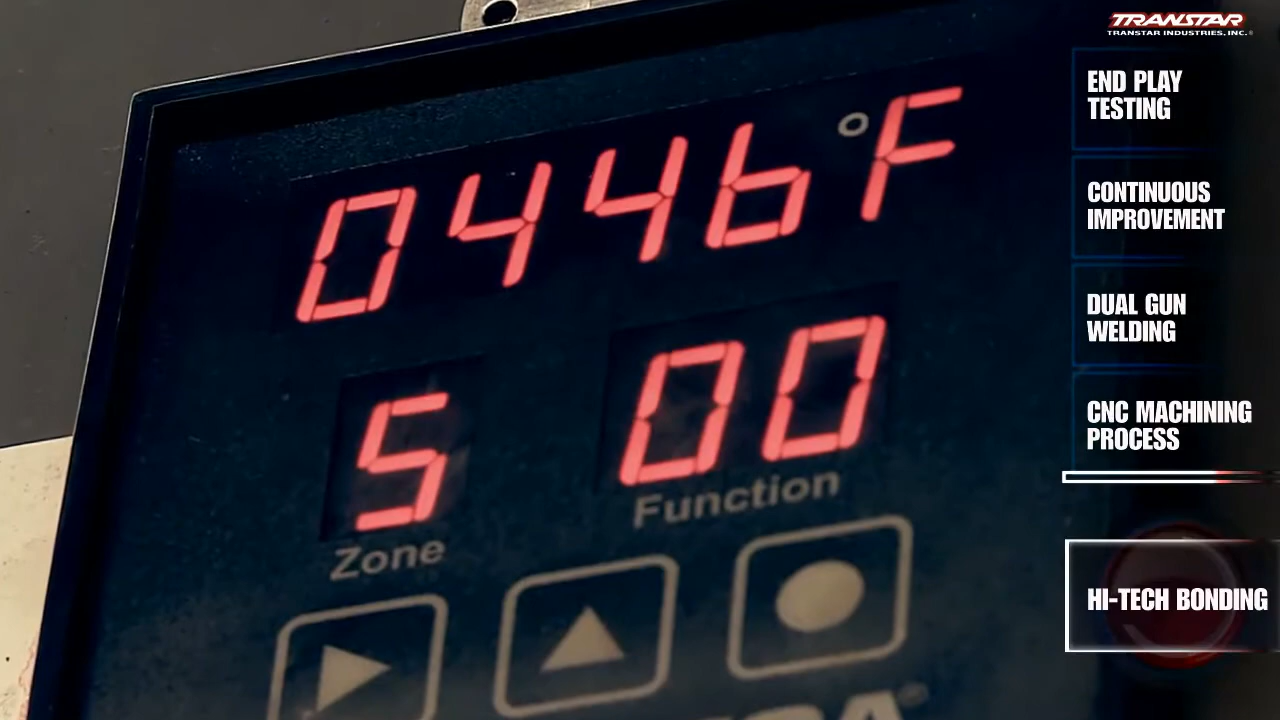 TRANSTAR
TRANSTAR INDUSTRIES, INC.®
END PLAY
TESTING
CONTINUOUS
IMPROVEMENT
DUAL GUN
WELDING
CNC MACHINING
PROCESS
HI-TECH BONDING
0446 °F
5 00
Zone Function